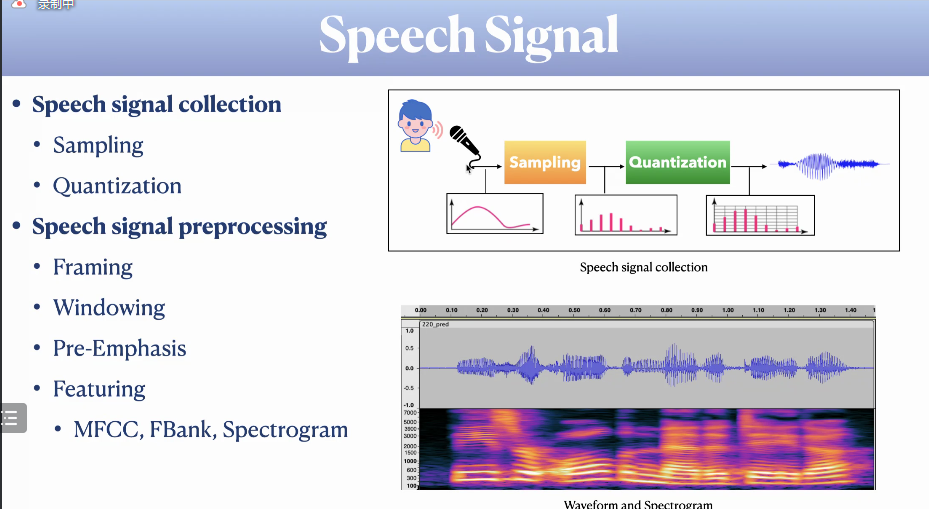 录制中
Speech Signal
• Speech signal collection
• Sampling
• Quantization
• Speech signal preprocessing
• Framing
• Windowing
• Pre-Emphasis
• Featuring
• MFCC, FBank, Spectrogram
Sampling
Quantization
Speech signal collection
0.00 0.10 0.20 0.30 0.40 0.50 0.60 0.70 0.80 0.90 1.00 1.10 1.20 1.30 1.40
220_pred
1.0
0.5
0.0
-0.5
-1.0
7000
5000
3900
3000
2000
1500
1000
600
300
100
Waveform and Spectrogram